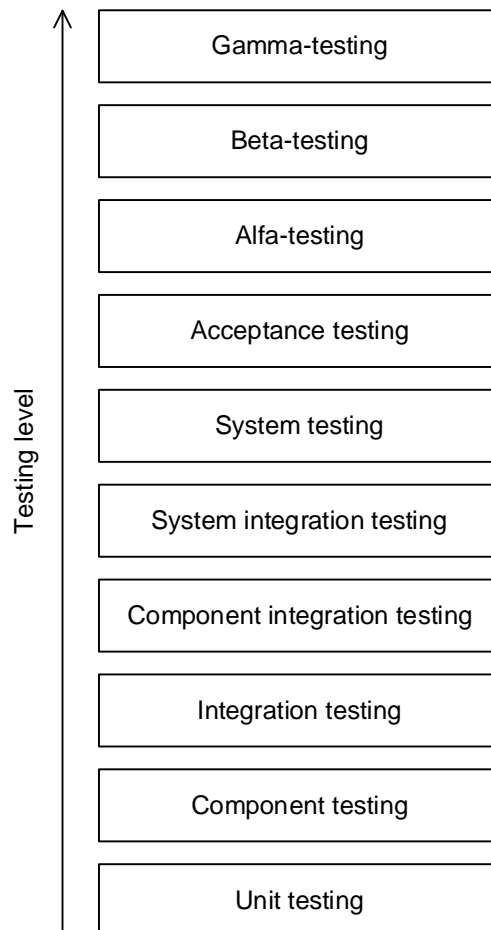 Gamma-testing
Beta-testing
Alfa-testing
Acceptance testing
System testing
System integration testing
Component integration testing
Integration testing
Component testing
Unit testing
Testing level